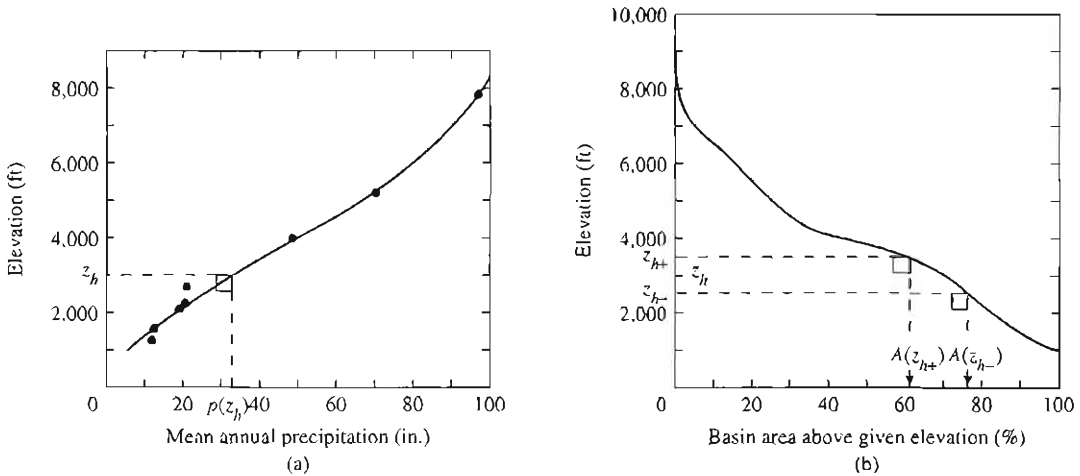 8,000
6,000
4,000
z_h
2.000
0
20
p(z_h)
40
60
80
100
Elevation (ft)
Mean annual precipitation (in.)
(a)
10,000
8,000
6,000
4,000
z_h+
z_h
z_h-
2,000
0
20
40
60
80
100
A(z_h+)
A(z_h-)
Elevation (ft)
Basin area above given elevation (%)
(b)